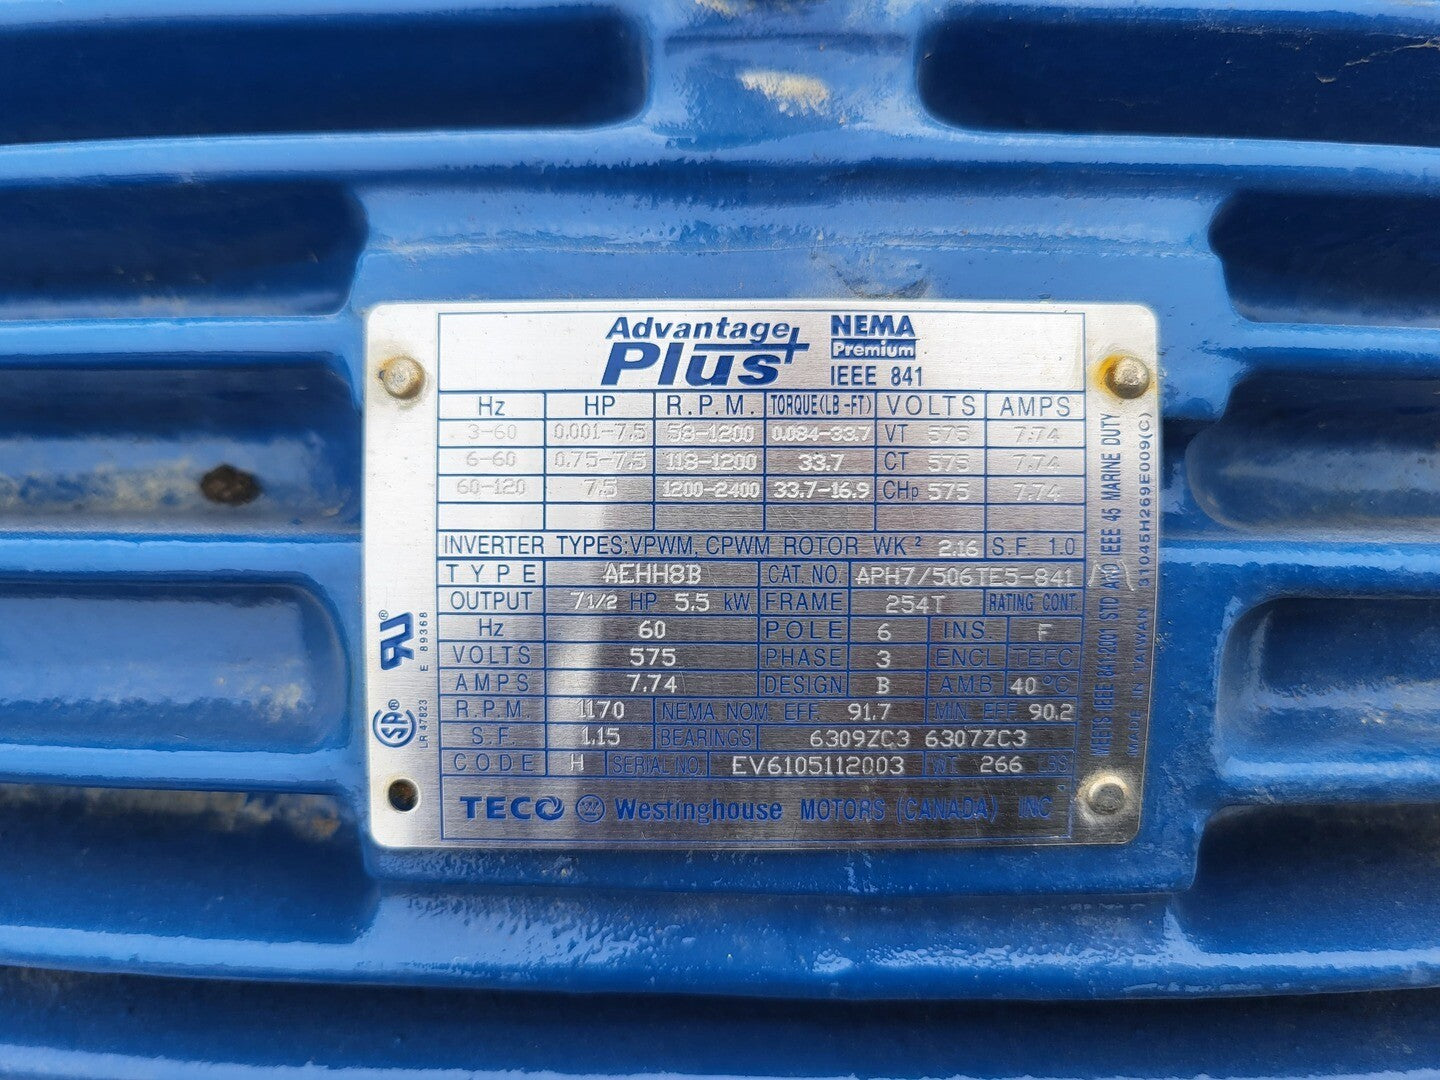 Advantage Plus+ NEMA Premium IEEE 841
Hz HP R.P.M. TORQUE(LB-FT) VOLTS AMPS
3-60 0.001-7.5 58-1200 0.084-33.7 VT 575 7.74
6-60 0.75-7.5 118-1200 33.7 CT 575 7.74
60-120 7.5 1200-2400 33.7-16.9 CHp 575 7.74
INVERTER TYPES:VPWM, CPWM ROTOR WK² 2.16 S.F. 1.0
TYPE AEHH8B CAT. NO. APH7/506TE5-841
OUTPUT 7 1/2 HP 5.5 kW FRAME 254T RATING CONT.
Hz 60 POLE 6 INS. F
VOLTS 575 PHASE 3 ENCL TEFC
AMPS 7.74 DESIGN B AMB. 40 °C
R.P.M. 1170 NEMA NOM. EFF. 91.7 MIN. EFF. 90.2
S.F. 1.15 BEARINGS 6309ZC3 6307ZC3
CODE H SERIAL NO. EV6105112003 WT. 266 LBS
TECO Westinghouse MOTORS (CANADA) INC
E 89368
SA® LR 47823
MEETS IEEE 841-2001 STD AND IEEE 45 MARINE DUTY
MADE IN TAIWAN 31045H269E009(C)